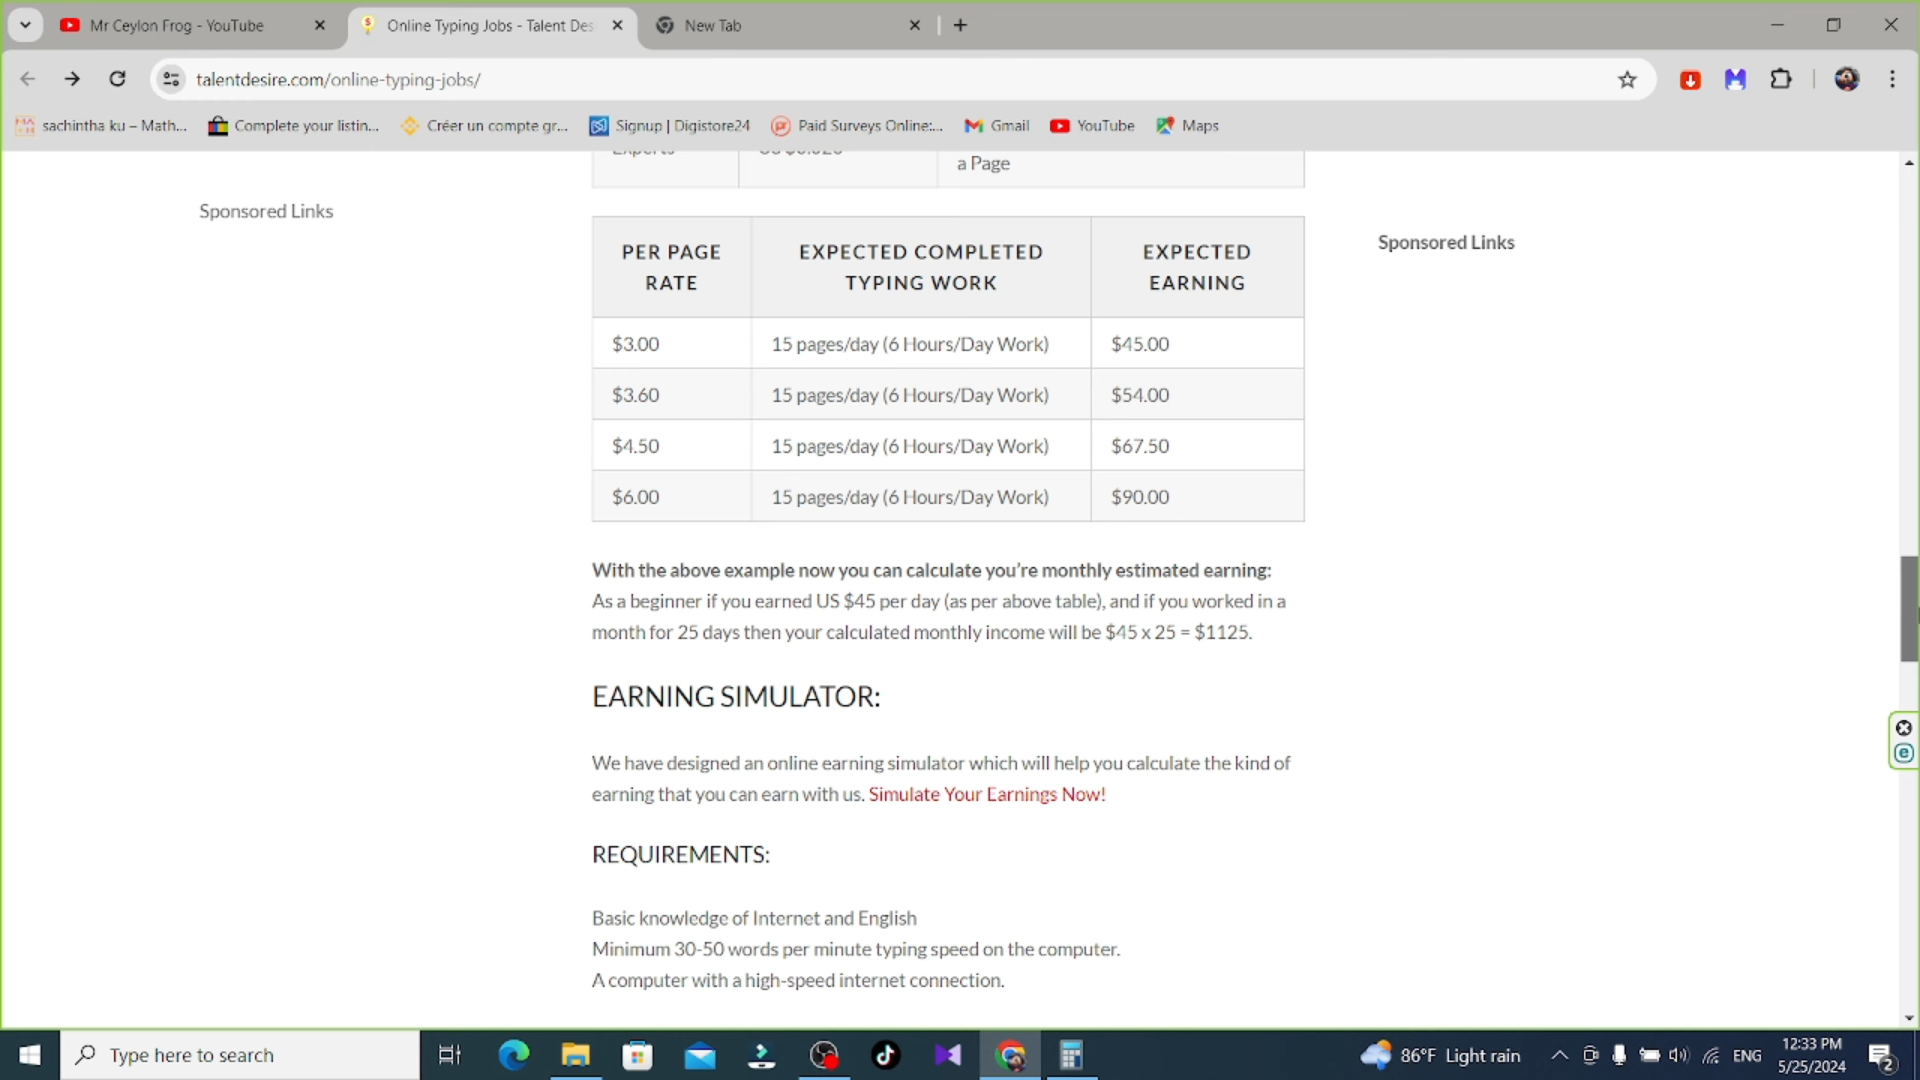 Mr Ceylon Frog - YouTube
Online Typing Jobs - Talent Des
New Tab
talentdesire.com/online-typing-jobs/
sachintha ku – Math...
Complete your listin...
Créer un compte gr...
Signup | Digistore24
Paid Surveys Online:...
Gmail
YouTube
Maps
a Page
Sponsored Links
Sponsored Links
PER PAGE RATE
EXPECTED COMPLETED TYPING WORK
EXPECTED EARNING
$3.00 15 pages/day (6 Hours/Day Work) $45.00
$3.60 15 pages/day (6 Hours/Day Work) $54.00
$4.50 15 pages/day (6 Hours/Day Work) $67.50
$6.00 15 pages/day (6 Hours/Day Work) $90.00
With the above example now you can calculate you're monthly estimated earning:
As a beginner if you earned US $45 per day (as per above table), and if you worked in a
month for 25 days then your calculated monthly income will be $45 x 25 = $1125.
EARNING SIMULATOR:
We have designed an online earning simulator which will help you calculate the kind of
earning that you can earn with us. Simulate Your Earnings Now!
REQUIREMENTS:
Basic knowledge of Internet and English
Minimum 30-50 words per minute typing speed on the computer.
A computer with a high-speed internet connection.
Type here to search
86°F Light rain
ENG
12:33 PM
5/25/2024
2